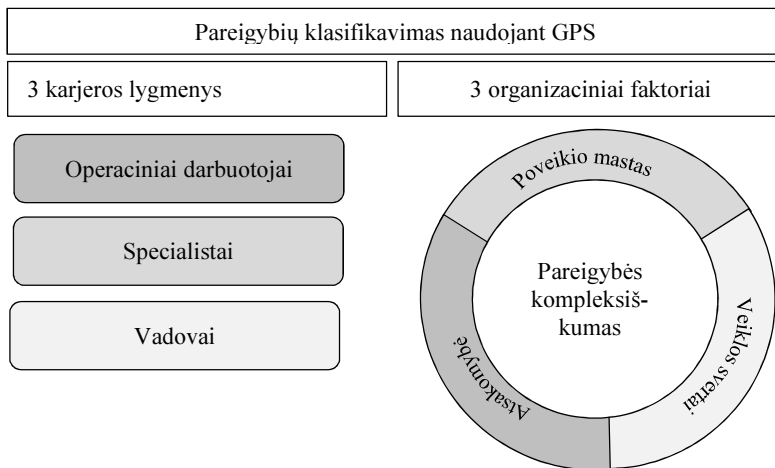 Pareigybių klasifikavimas naudojant GPS
3 karjeros lygmenys
3 organizaciniai faktoriai
Operaciniai darbuotojai
Specialistai
Vadovai
Poveikio mastas
Pareigybės
kompleksiš-
kumas
Atsakomybė
Veiklos svertai